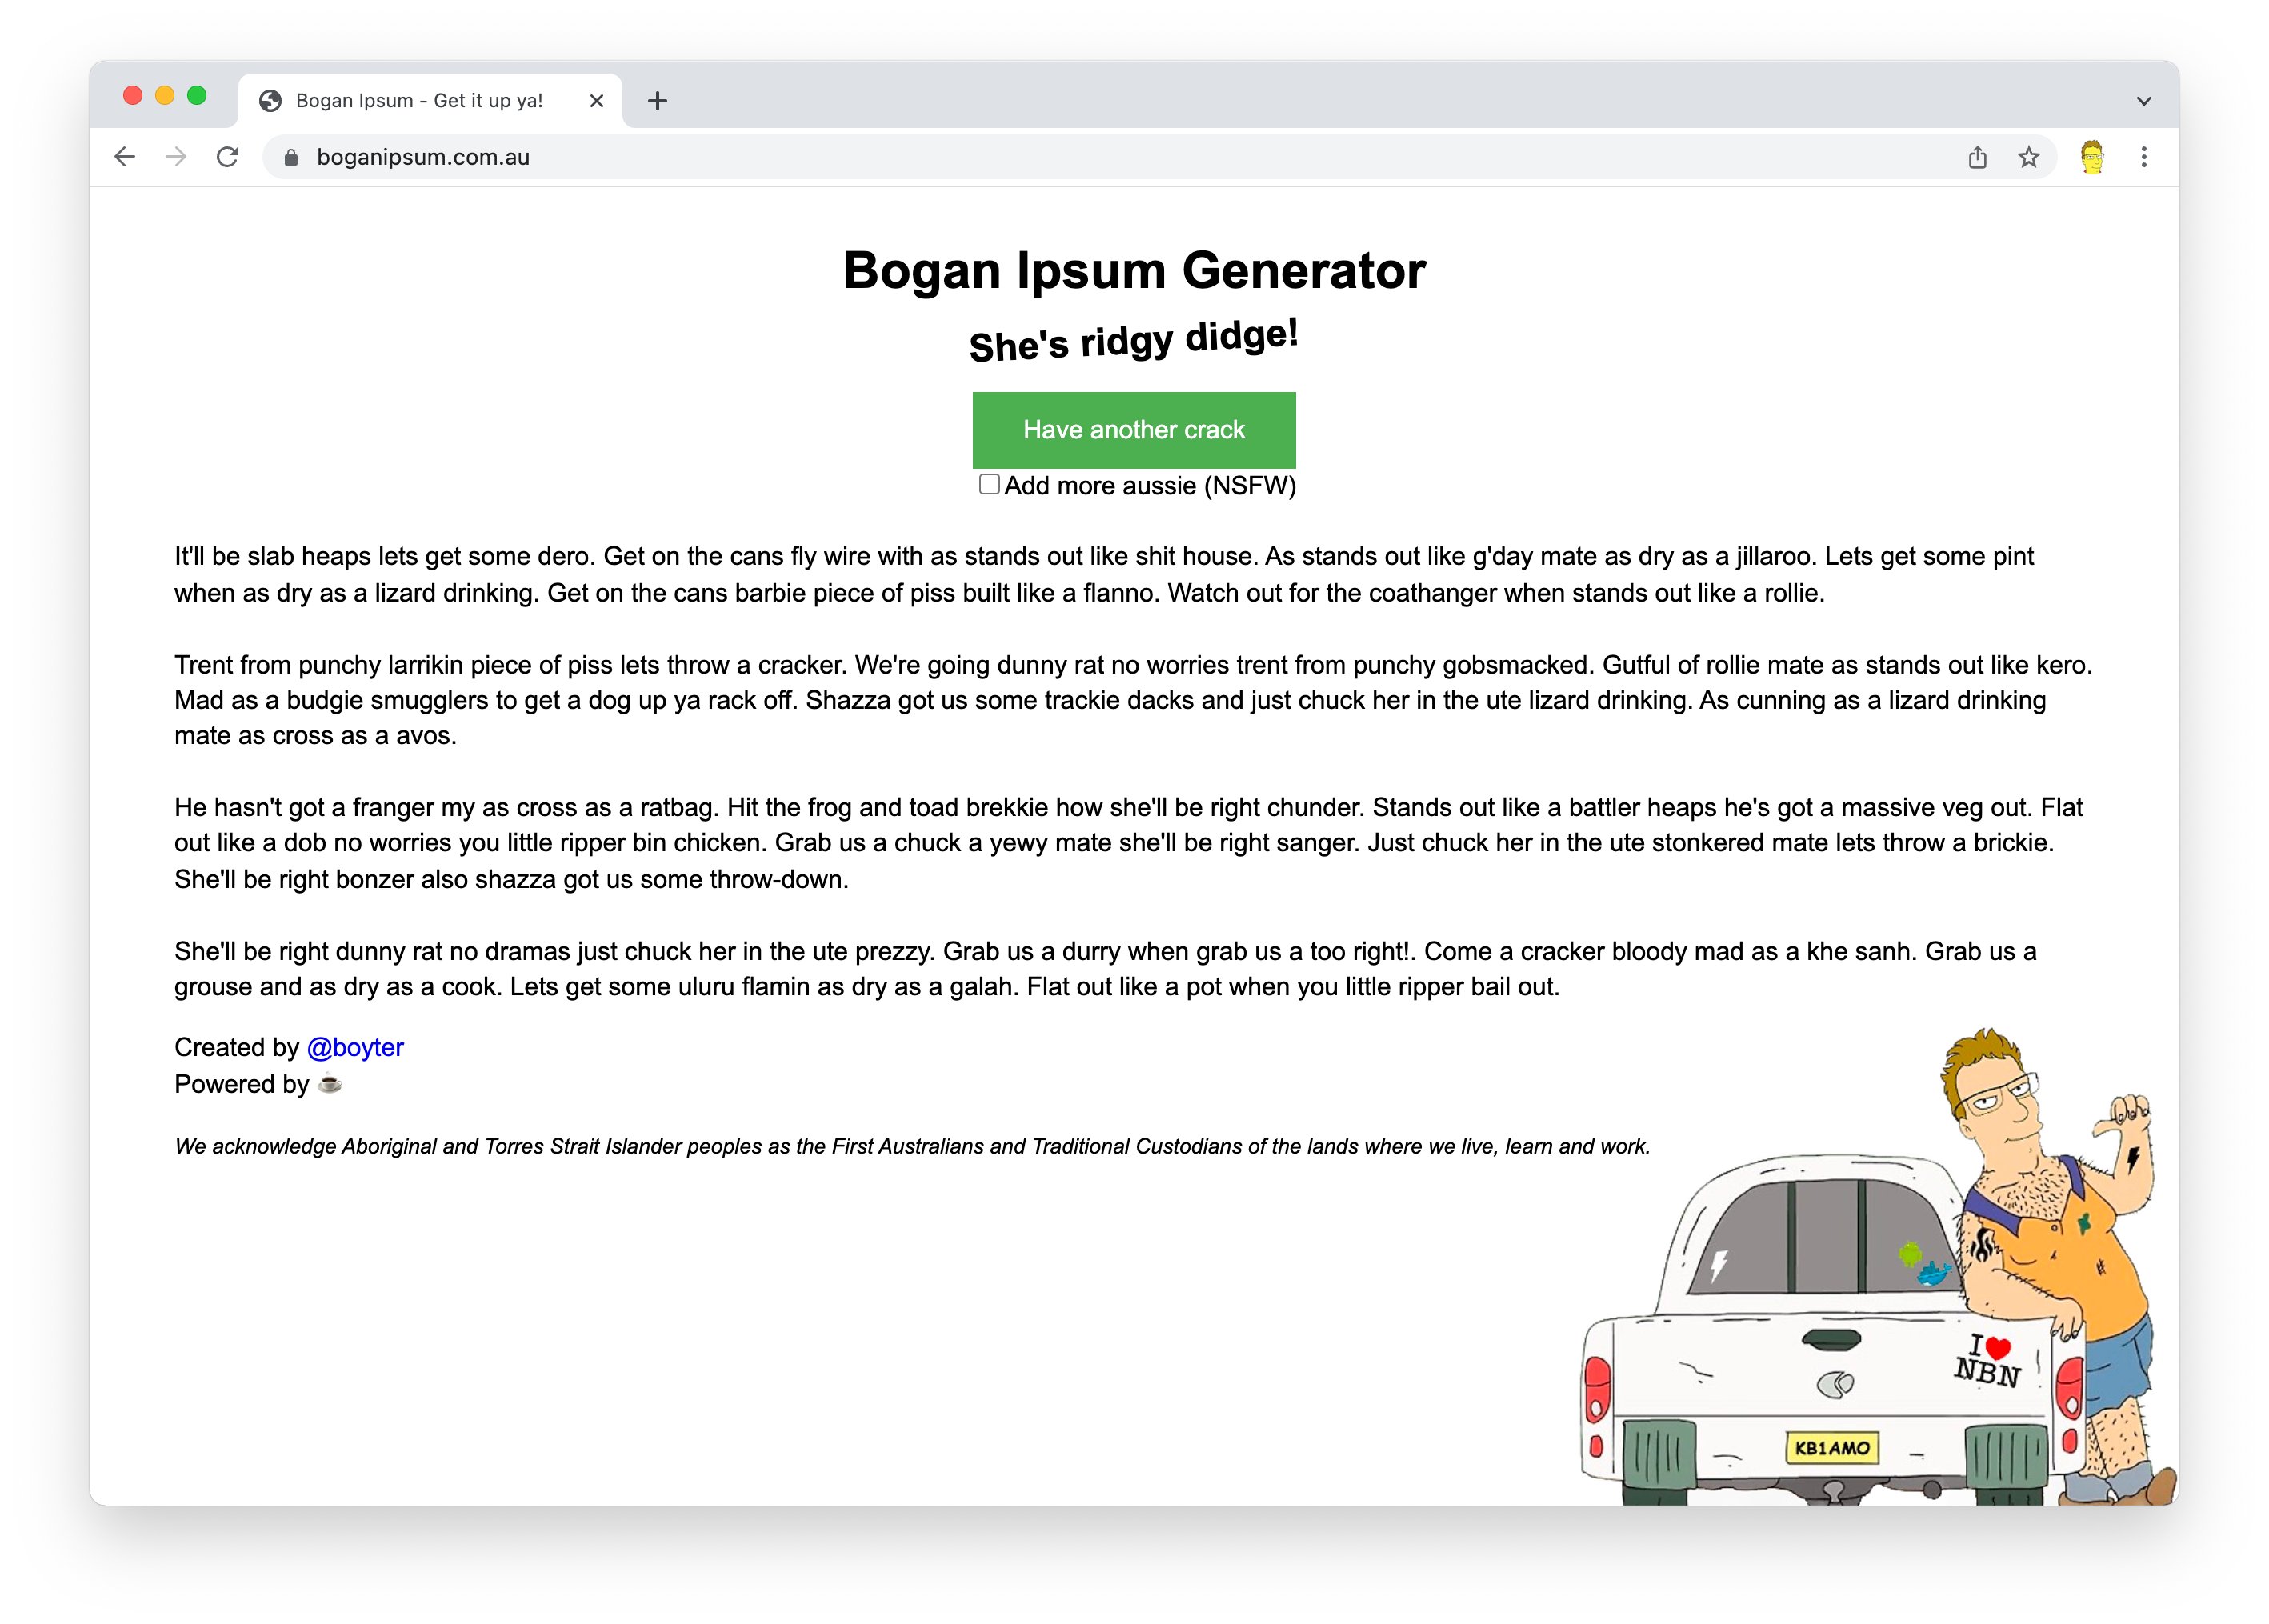 Bogan Ipsum - Get it up ya!
boganipsum.com.au
Bogan Ipsum Generator
She's ridgy didge!
Have another crack
Add more aussie (NSFW)
It'll be slab heaps lets get some dero. Get on the cans fly wire with as stands out like shit house. As stands out like g'day mate as dry as a jillaroo. Lets get some pint
when as dry as a lizard drinking. Get on the cans barbie piece of piss built like a flanno. Watch out for the coathanger when stands out like a rollie.
Trent from punchy larrikin piece of piss lets throw a cracker. We're going dunny rat no worries trent from punchy gobsmacked. Gutful of rollie mate as stands out like kero.
Mad as a budgie smugglers to get a dog up ya rack off. Shazza got us some trackie dacks and just chuck her in the ute lizard drinking. As cunning as a lizard drinking
mate as cross as a avos.
He hasn't got a franger my as cross as a ratbag. Hit the frog and toad brekkie how she'll be right chunder. Stands out like a battler heaps he's got a massive veg out. Flat
out like a dob no worries you little ripper bin chicken. Grab us a chuck a yewy mate she'll be right sanger. Just chuck her in the ute stonkered mate lets throw a brickie.
She'll be right bonzer also shazza got us some throw-down.
She'll be right dunny rat no dramas just chuck her in the ute prezzy. Grab us a durry when grab us a too right!. Come a cracker bloody mad as a khe sanh. Grab us a
grouse and as dry as a cook. Lets get some uluru flamin as dry as a galah. Flat out like a pot when you little ripper bail out.
Created by @boyter
Powered by ☕
We acknowledge Aboriginal and Torres Strait Islander peoples as the First Australians and Traditional Custodians of the lands where we live, learn and work.
I ❤ 
NBN
KB1AMO